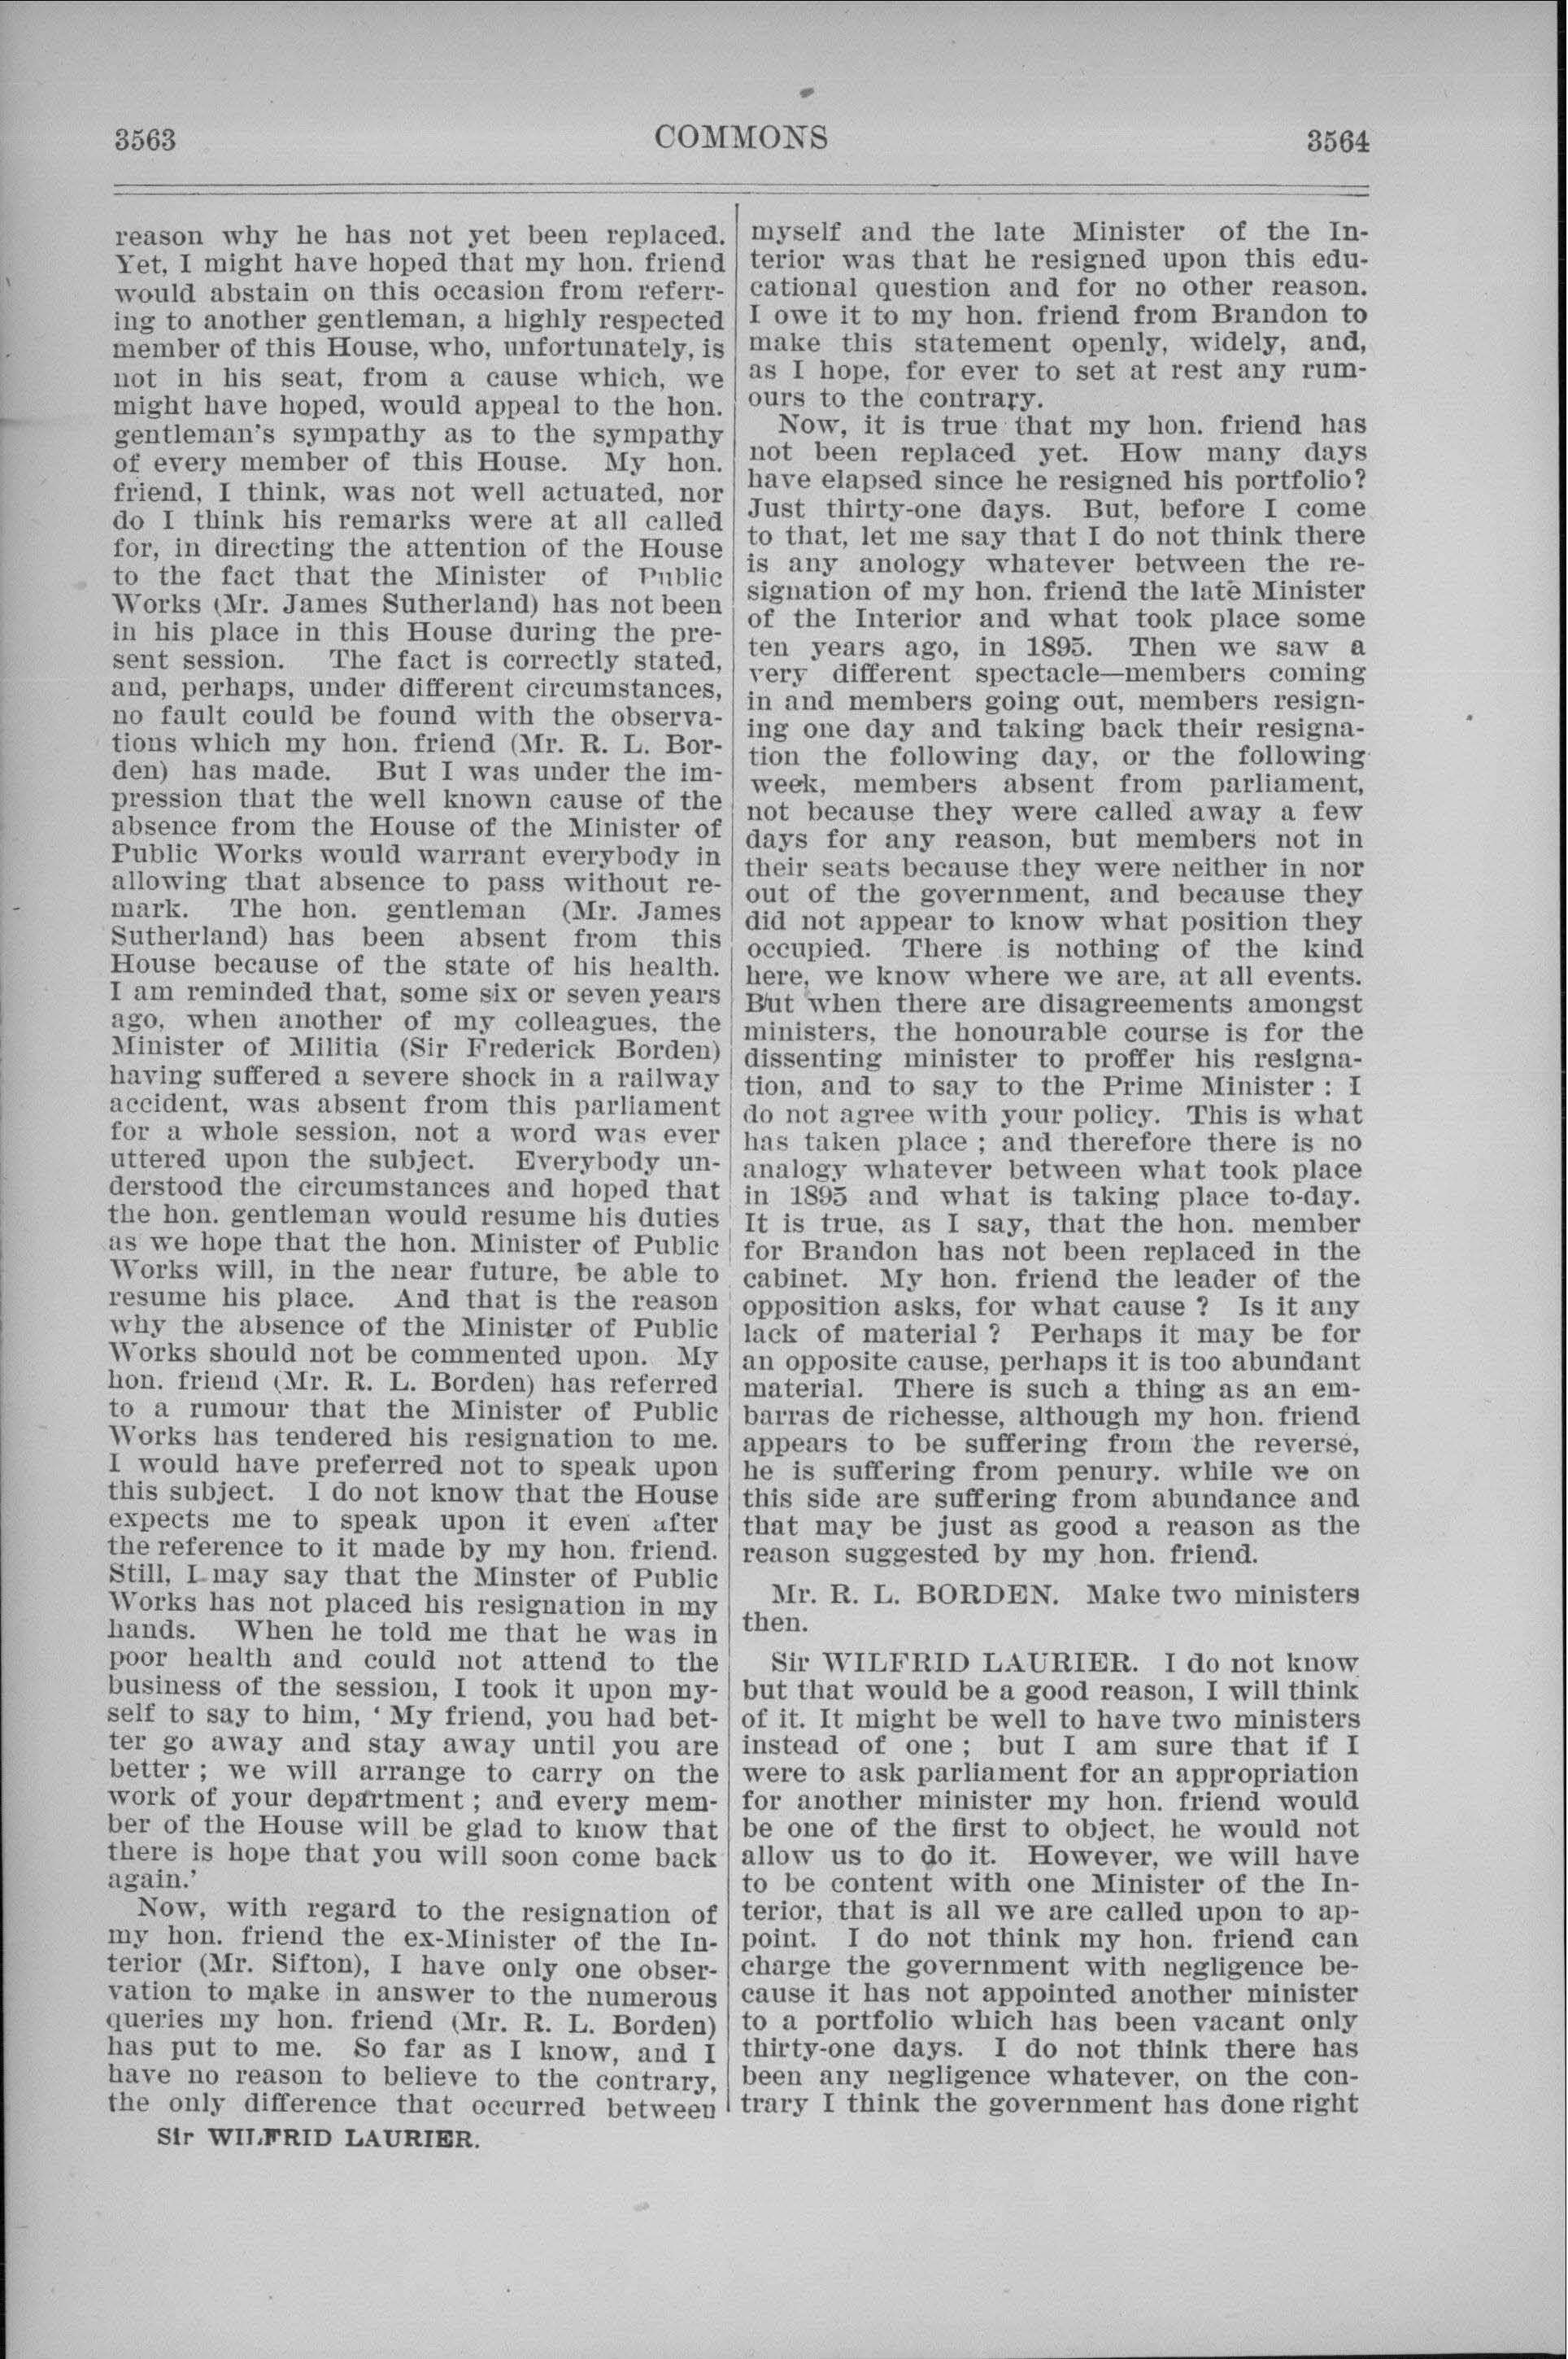 3563 COMMONS 3564
reason why he has not yet been replaced.
Yet, I might have hoped that my hon. friend
would abstain on this occasion from referr-
ing to another gentleman, a highly respected
member of this House, who, unfortunately, is
not in his seat, from a cause which, we
might have hoped, would appeal to the hon.
gentleman's sympathy as to the sympathy
of every member of this House. My hon.
friend, I think, was not well actuated, nor
do I think his remarks were at all called
for, in directing the attention of the House
to the fact that the Minister of Public
Works (Mr. James Sutherland) has not been
in his place in this House during the pre-
sent session. The fact is correctly stated,
and, perhaps, under different circumstances,
no fault could be found with the observa-
tions which my hon. friend (Mr. R. L. Bor-
den) has made. But I was under the im-
pression that the well known cause of the
absence from the House of the Minister of
Public Works would warrant everybody in
allowing that absence to pass without re-
mark. The hon. gentleman (Mr. James
Sutherland) has been absent from this
House because of the state of his health.
I am reminded that, some six or seven years
ago, when another of my colleagues, the
Minister of Militia (Sir Frederick Borden)
having suffered a severe shock in a railway
accident, was absent from this parliament
for a whole session, not a word was ever
uttered upon the subject. Everybody un-
derstood the circumstances and hoped that
the hon. gentleman would resume his duties
as we hope that the hon. Minister of Public
Works will, in the near future, be able to
resume his place. And that is the reason
why the absence of the Minister of Public
Works should not be commented upon. My
hon. friend (Mr. R. L. Borden) has referred
to a rumour that the Minister of Public
Works has tendered his resignation to me.
I would have preferred not to speak upon
this subject. I do not know that the House
expects me to speak upon it even after
the reference to it made by my hon. friend.
Still, I may say that the Minster of Public
Works has not placed his resignation in my
hands. When he told me that he was in
poor health and could not attend to the
business of the session, I took it upon my-
self to say to him, ' My friend, you had bet-
ter go away and stay away until you are
better ; we will arrange to carry on the
work of your department ; and every mem-
ber of the House will be glad to know that
there is hope that you will soon come back
again.'
Now, with regard to the resignation of
my hon. friend the ex-Minister of the In-
terior (Mr. Sifton), I have only one obser-
vation to make in answer to the numerous
queries my hon. friend (Mr. R. L. Borden)
has put to me. So far as I know, and I
have no reason to believe to the contrary,
the only difference that occurred between
Sir WILFRID LAURIER.
myself and the late Minister of the In-
terior was that he resigned upon this edu-
cational question and for no other reason.
I owe it to my hon. friend from Brandon to
make this statement openly, widely, and,
as I hope, for ever to set at rest any rum-
ours to the contrary.
Now, it is true that my hon. friend has
not been replaced yet. How many days
have elapsed since he resigned his portfolio?
Just thirty-one days. But, before I come
to that, let me say that I do not think there
is any anology whatever between the re-
signation of my hon. friend the late Minister
of the Interior and what took place some
ten years ago, in 1895. Then we saw a
very different spectacle—members coming
in and members going out, members resign-
ing one day and taking back their resigna-
tion the following day, or the following
week, members absent from parliament,
not because they were called away a few
days for any reason, but members not in
their seats because they were neither in nor
out of the government, and because they
did not appear to know what position they
occupied. There is nothing of the kind
here, we know where we are, at all events.
But when there are disagreements amongst
ministers, the honourable course is for the
dissenting minister to proffer his resigna-
tion, and to say to the Prime Minister : I
do not agree with your policy. This is what
has taken place ; and therefore there is no
analogy whatever between what took place
in 1895 and what is taking place to-day.
It is true, as I say, that the hon. member
for Brandon has not been replaced in the
cabinet. My hon. friend the leader of the
opposition asks, for what cause ? Is it any
lack of material ? Perhaps it may be for
an opposite cause, perhaps it is too abundant
material. There is such a thing as an em-
barras de richesse, although my hon. friend
appears to be suffering from the reverse,
he is suffering from penury. while we on
this side are suffering from abundance and
that may be just as good a reason as the
reason suggested by my hon. friend.
Mr. R. L. BORDEN. Make two ministers
then.
Sir WILFRID LAURIER. I do not know
but that would be a good reason, I will think
of it. It might be well to have two ministers
instead of one ; but I am sure that if I
were to ask parliament for an appropriation
for another minister my hon. friend would
be one of the first to object, he would not
allow us to do it. However, we will have
to be content with one Minister of the In-
terior, that is all we are called upon to ap-
point. I do not think my hon. friend can
charge the government with negligence be-
cause it has not appointed another minister
to a portfolio which has been vacant only
thirty-one days. I do not think there has
been any negligence whatever, on the con-
trary I think the government has done right